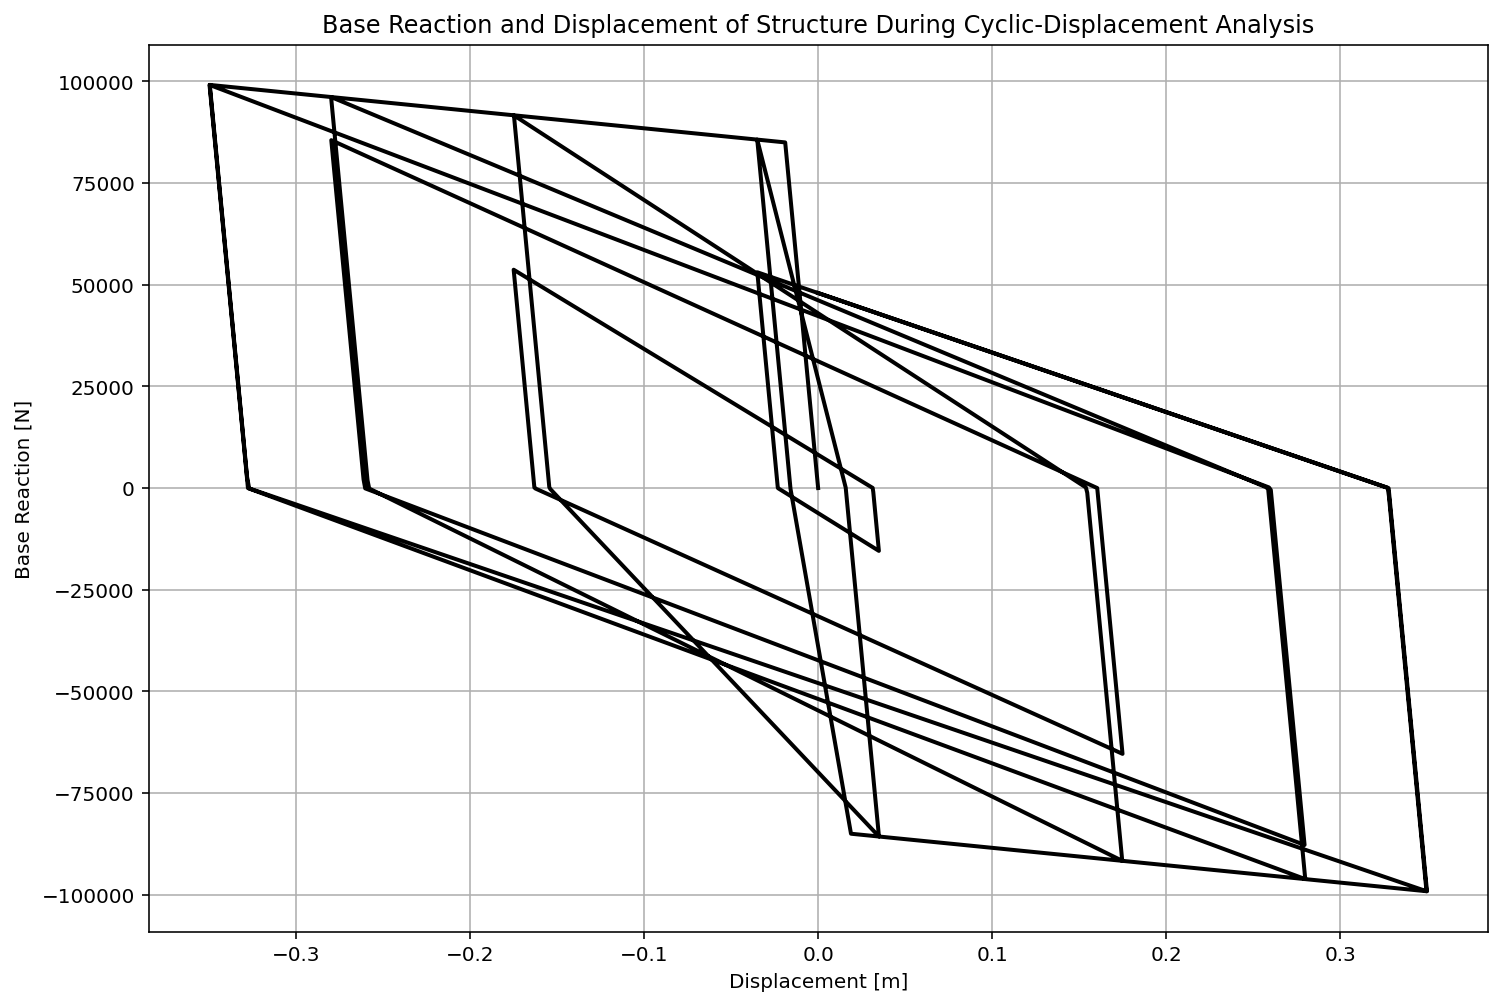 Base Reaction and Displacement of Structure During Cyclic-Displacement Analysis
100000
75000
50000
25000
0
−25000
−50000
−75000
−100000
Base Reaction [N]
−0.3 −0.2 −0.1 0.0 0.1 0.2 0.3
Displacement [m]